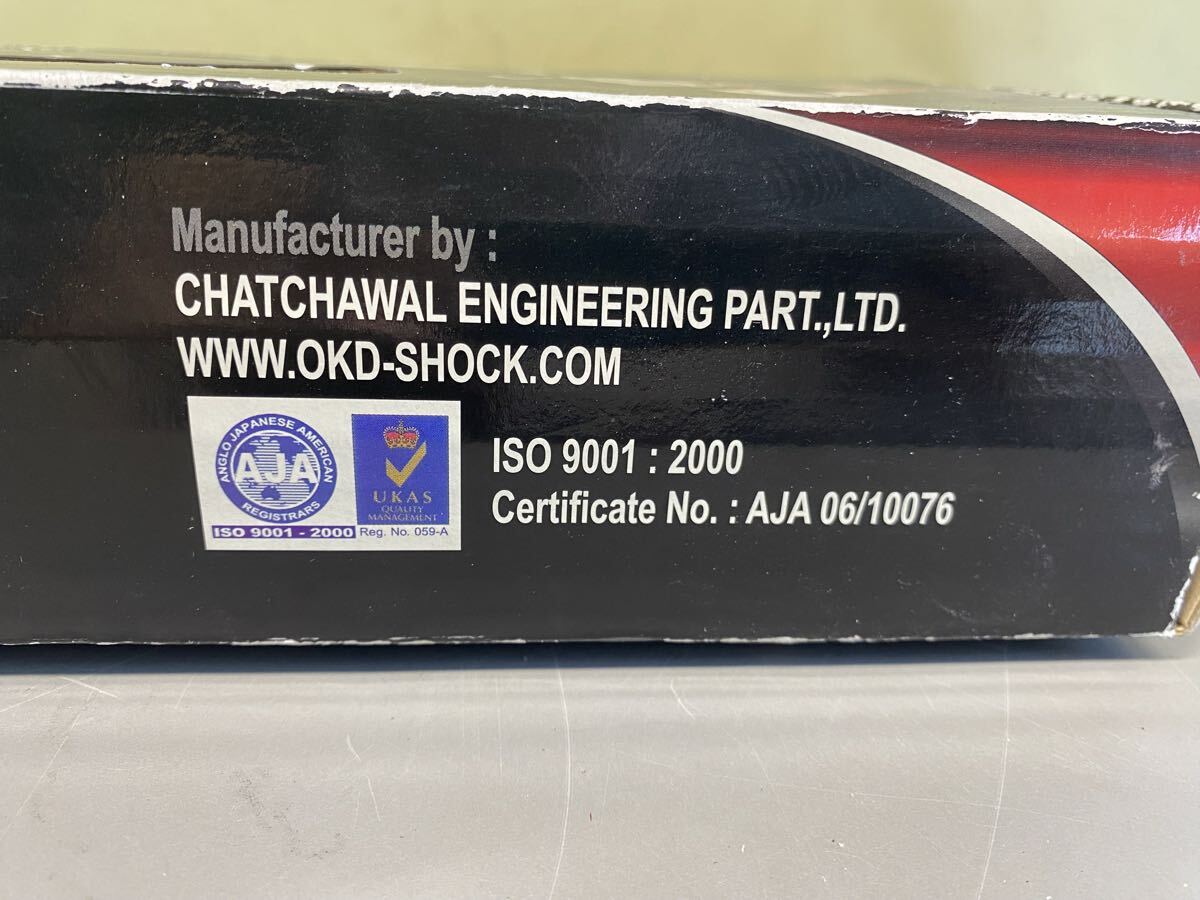 Manufacturer by :
CHATCHAWAL ENGINEERING PART.,LTD.
WWW.OKD-SHOCK.COM
ANGLO JAPANESE AMERICAN
AJA
REGISTRARS
ISO 9001 - 2000
UKAS
QUALITY
MANAGEMENT
Reg. No. 059-A
ISO 9001 : 2000
Certificate No. : AJA 06/10076